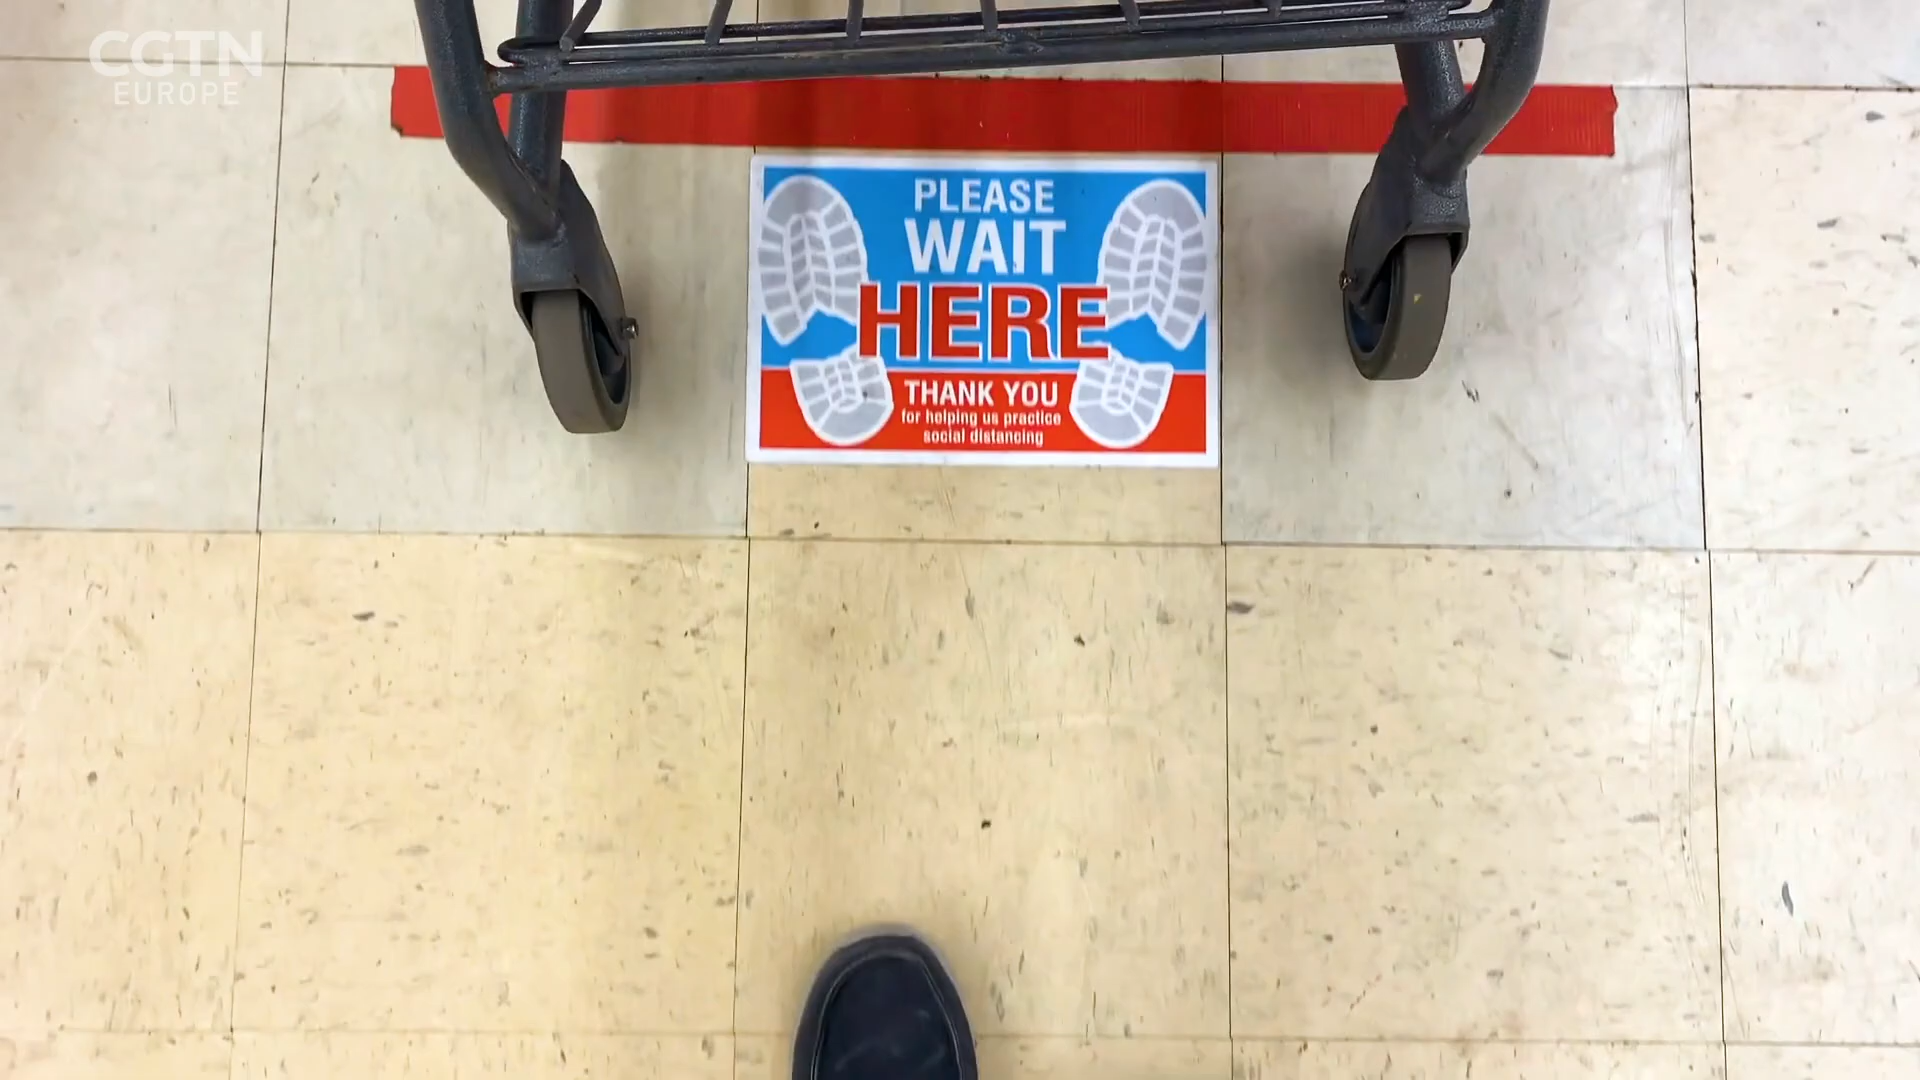 CGTN
EUROPE
PLEASE
WAIT
HERE
THANK YOU
for helping us practice
social distancing